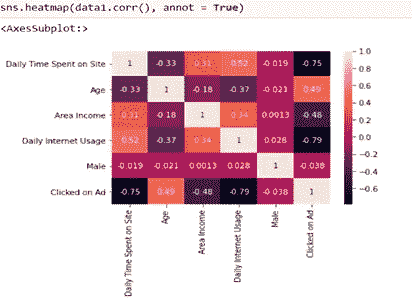 sns.heatmap(data1.corr(), annot = True)
<AxesSubplot:>
Daily Time Spent on Site 1 -0.33 0.31 0.52 -0.019 -0.75
Age -0.33 1 -0.18 -0.37 -0.021 0.49
Area Income 0.31 -0.18 1 0.34 0.0013 -0.48
Daily Internet Usage 0.52 -0.37 0.34 1 0.028 -0.79
Male -0.019 -0.021 0.0013 0.028 1 -0.038
Clicked on Ad -0.75 0.49 -0.48 -0.79 -0.038 1
Daily Time Spent on Site
Age
Area Income
Daily Internet Usage
Male
Clicked on Ad
1.0
0.8
0.6
0.4
0.2
0.0
-0.2
-0.4
-0.6